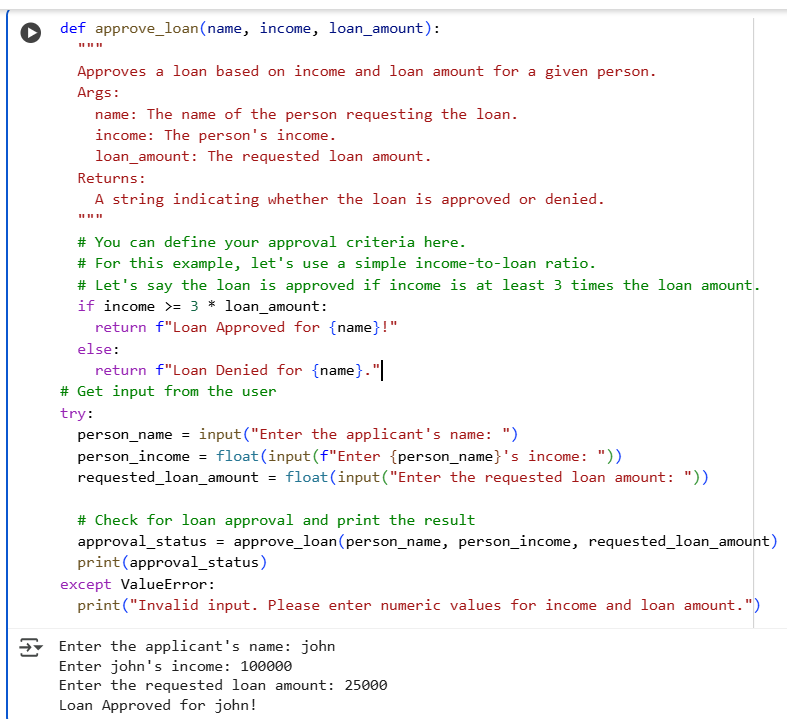 def approve_loan(name, income, loan_amount):
  """
  Approves a loan based on income and loan amount for a given person.
  Args:
    name: The name of the person requesting the loan.
    income: The person's income.
    loan_amount: The requested loan amount.
  Returns:
    A string indicating whether the loan is approved or denied.
  """
  # You can define your approval criteria here.
  # For this example, let's use a simple income-to-loan ratio.
  # Let's say the loan is approved if income is at least 3 times the loan amount.
  if income >= 3 * loan_amount:
    return f"Loan Approved for {name}!"
  else:
    return f"Loan Denied for {name}."
# Get input from the user
try:
  person_name = input("Enter the applicant's name: ")
  person_income = float(input(f"Enter {person_name}'s income: "))
  requested_loan_amount = float(input("Enter the requested loan amount: "))

  # Check for loan approval and print the result
  approval_status = approve_loan(person_name, person_income, requested_loan_amount)
  print(approval_status)
except ValueError:
  print("Invalid input. Please enter numeric values for income and loan amount.")
Enter the applicant's name: john
Enter john's income: 100000
Enter the requested loan amount: 25000
Loan Approved for john!